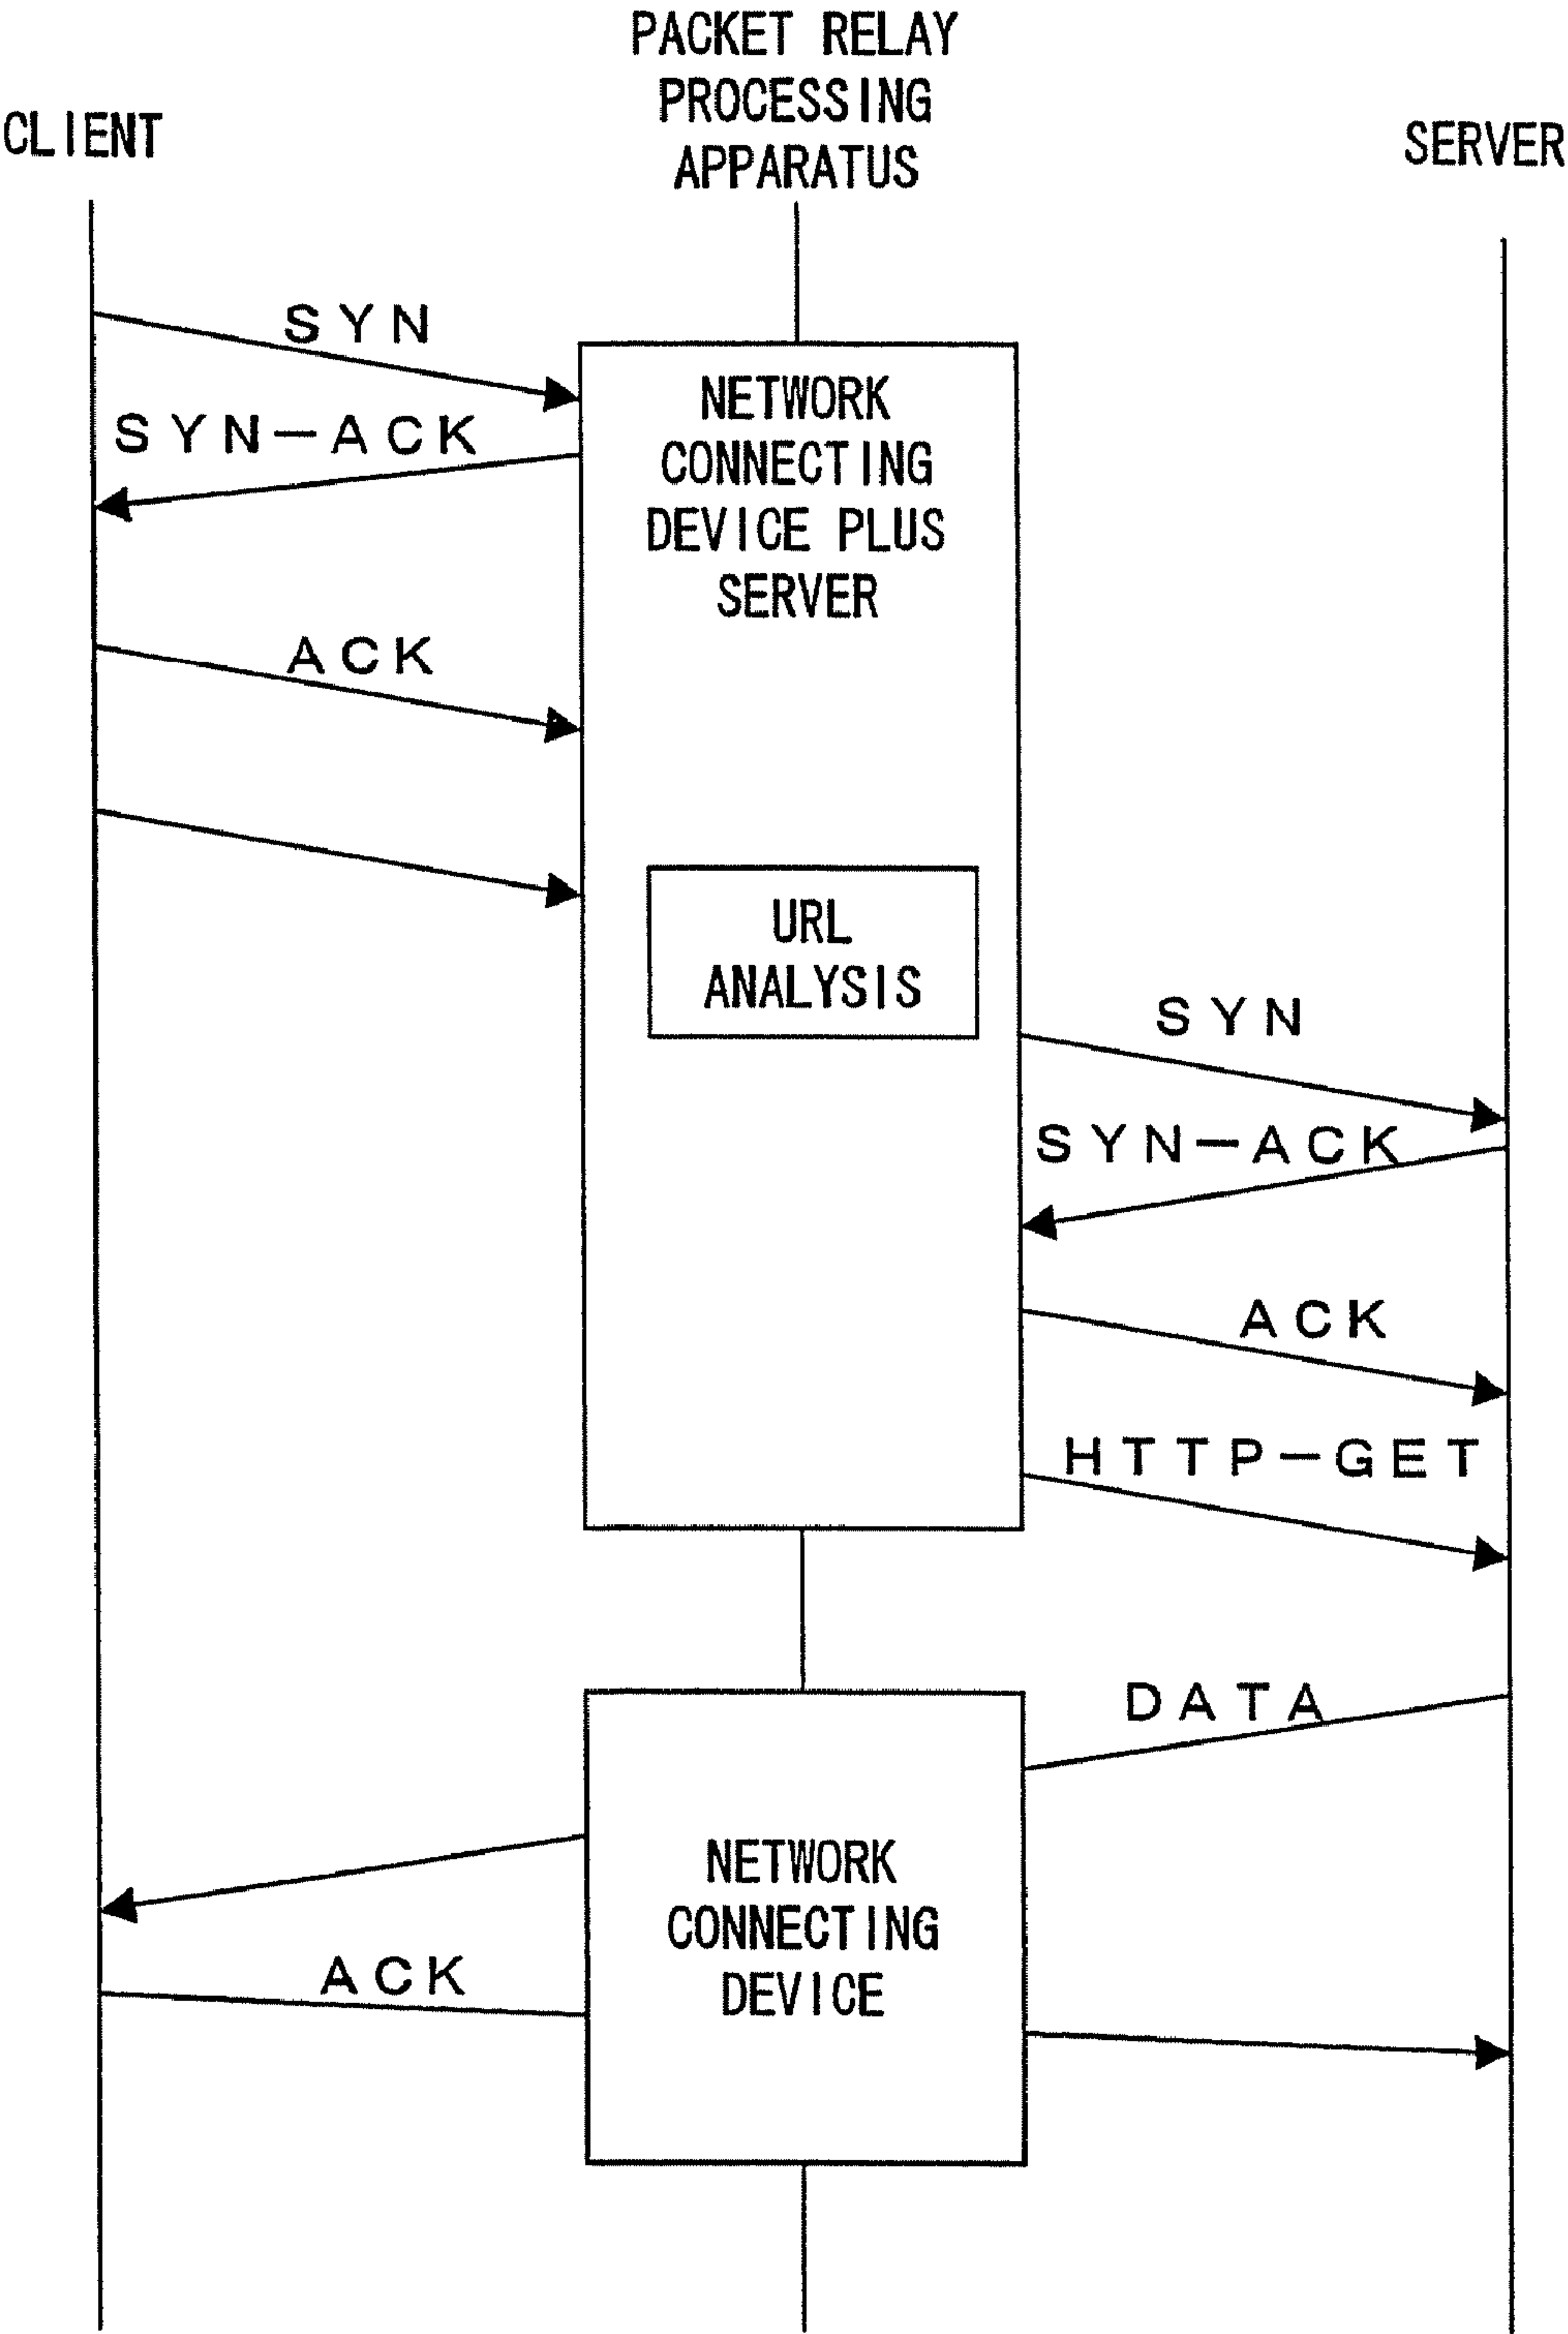 PACKET RELAY
PROCESSING
APPARATUS
CLIENT
SERVER
SYN
SYN-ACK
NETWORK
CONNECTING
DEVICE PLUS
SERVER
ACK
URL
ANALYSIS
SYN
SYN-ACK
ACK
HTTP-GET
DATA
NETWORK
CONNECTING
DEVICE
ACK